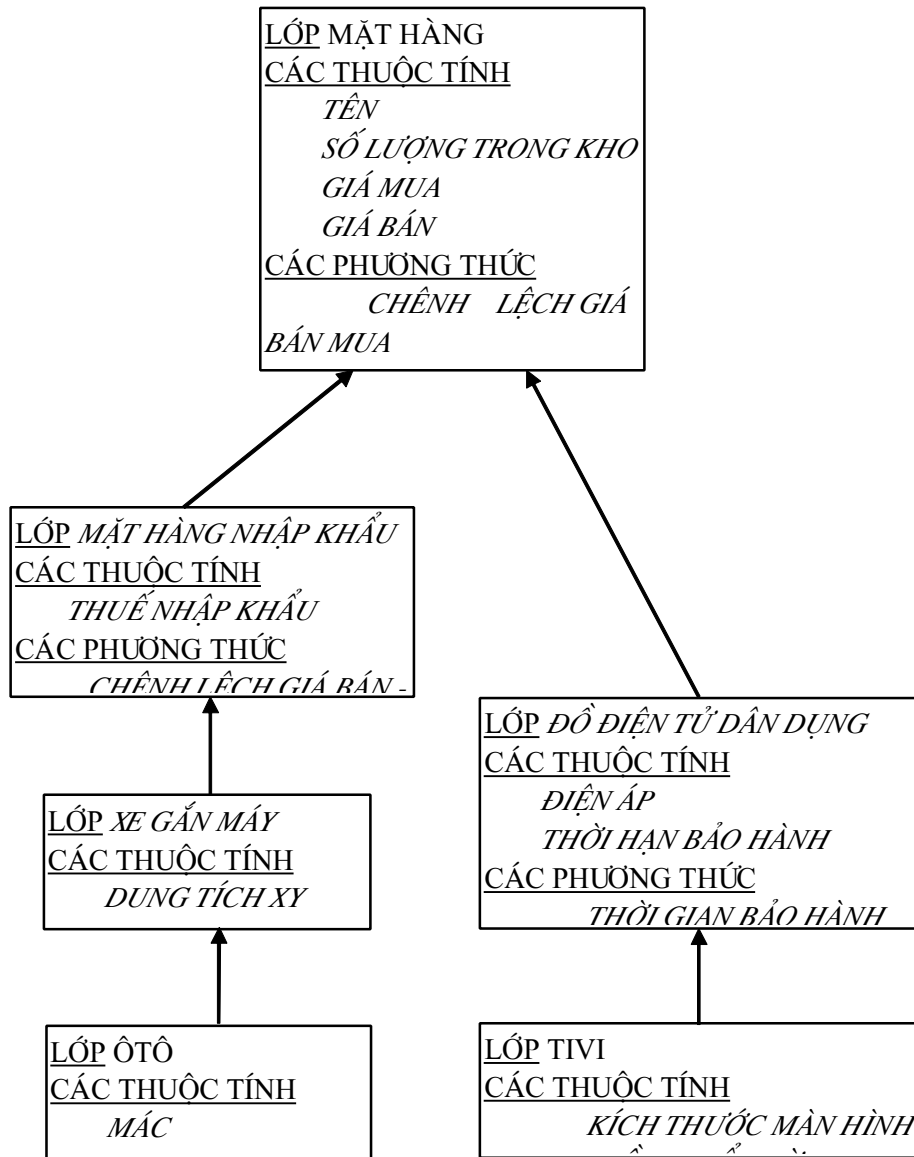 LỚP MẶT HÀNG
CÁC THUỘC TÍNH
TÊN
SỐ LƯỢNG TRONG KHO
GIÁ MUA
GIÁ BÁN
CÁC PHƯƠNG THỨC
CHÊNH LỆCH GIÁ
BÁN MUA
LỚP MẶT HÀNG NHẬP KHẨU
CÁC THUỘC TÍNH
THUẾ NHẬP KHẨU
CÁC PHƯƠNG THỨC
CHÊNH LỆCH GIÁ BÁN -
LỚP XE GẮN MÁY
CÁC THUỘC TÍNH
DUNG TÍCH XY
LỚP ÔTÔ
CÁC THUỘC TÍNH
MÁC
LỚP ĐỒ ĐIỆN TỬ DÂN DỤNG
CÁC THUỘC TÍNH
ĐIỆN ÁP
THỜI HẠN BẢO HÀNH
CÁC PHƯƠNG THỨC
THỜI GIAN BẢO HÀNH
LỚP TIVI
CÁC THUỘC TÍNH
KÍCH THƯỚC MÀN HÌNH